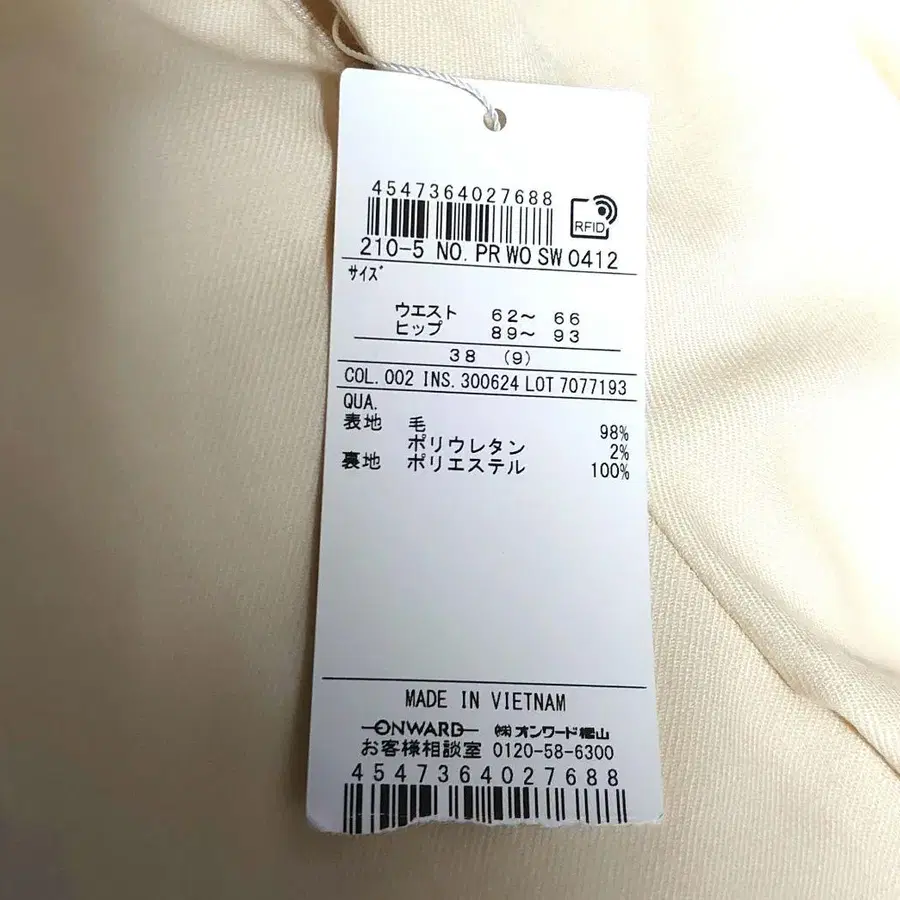 4547364027688
RFID
210-5 NO. PR WO SW 0412
サイズ
ウエスト 62～ 66
ヒップ 89～ 93
38 (9)
COL. 002 INS. 300624 LOT 7077193
QUA.
表地 毛 98%
ポリウレタン 2%
裏地 ポリエステル 100%
MADE IN VIETNAM
ONWARD ㈱オンワード樫山
お客様相談室 0120-58-6300
4547364027688